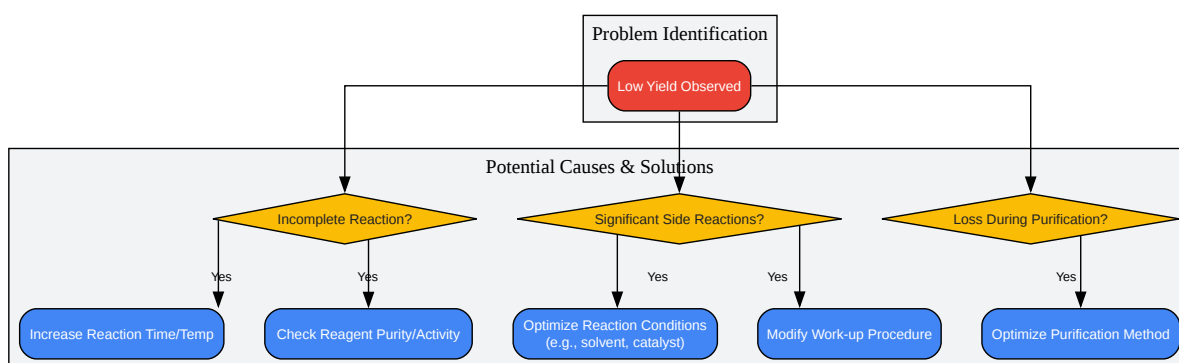 Problem Identification
Low Yield Observed
Potential Causes & Solutions
Incomplete Reaction?
Significant Side Reactions?
Loss During Purification?
Yes
Yes
Yes
Yes
Yes
Increase Reaction Time/Temp
Check Reagent Purity/Activity
Optimize Reaction Conditions
(e.g., solvent, catalyst)
Modify Work-up Procedure
Optimize Purification Method